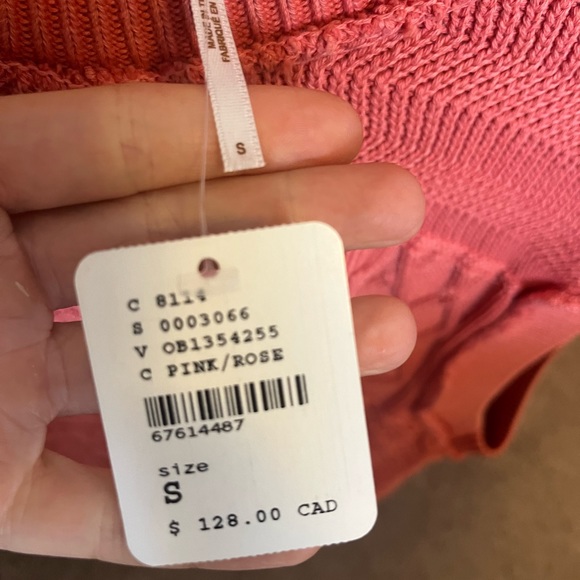 MADE IN
FABRIQUÉ EN
S
C 8114
S 0003066
V OB1354255
C PINK/ROSE
67614487
size
S
$ 128.00 CAD